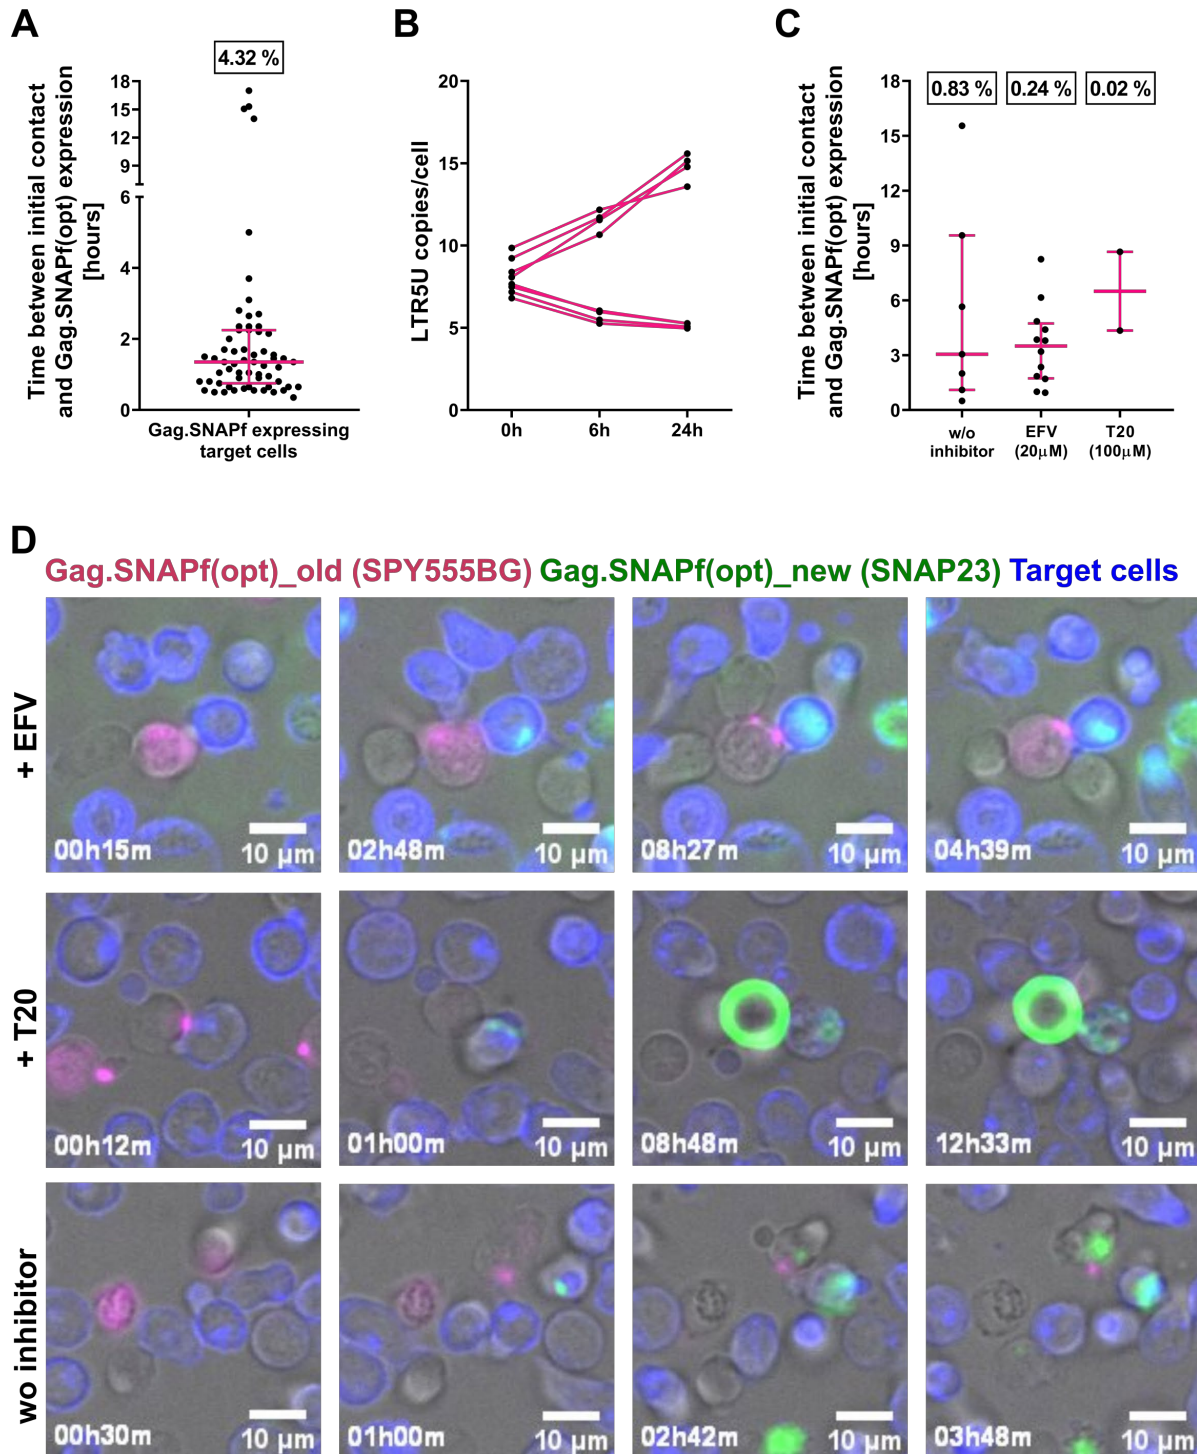 A
4.32 %
Time between initial contact
and Gag.SNAPf(opt) expression
[hours]
18
15
12
9
6
4
2
0
Gag.SNAPf expressing
target cells
B
LTR5U copies/cell
20
15
10
5
0
0h
6h
24h
C
0.83 %
0.24 %
0.02 %
Time between initial contact
and Gag.SNAPf(opt) expression
[hours]
18
15
12
9
6
3
0
w/o
inhibitor
EFV
(20μM)
T20
(100μM)
D
Gag.SNAPf(opt)_old (SPY555BG) Gag.SNAPf(opt)_new (SNAP23) Target cells
+ EFV
00h15m
10 μm
02h48m
10 μm
08h27m
10 μm
04h39m
10 μm
+ T20
00h12m
10 μm
01h00m
10 μm
08h48m
10 μm
12h33m
10 μm
wo inhibitor
00h30m
10 μm
01h00m
10 μm
02h42m
10 μm
03h48m
10 μm